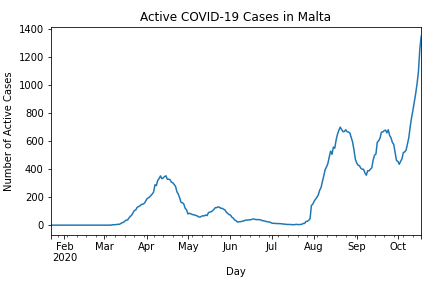 Active COVID-19 Cases in Malta
1400
1200
1000
800
600
400
200
0
Number of Active Cases
Feb Mar Apr May Jun Jul Aug Sep Oct
2020
Day